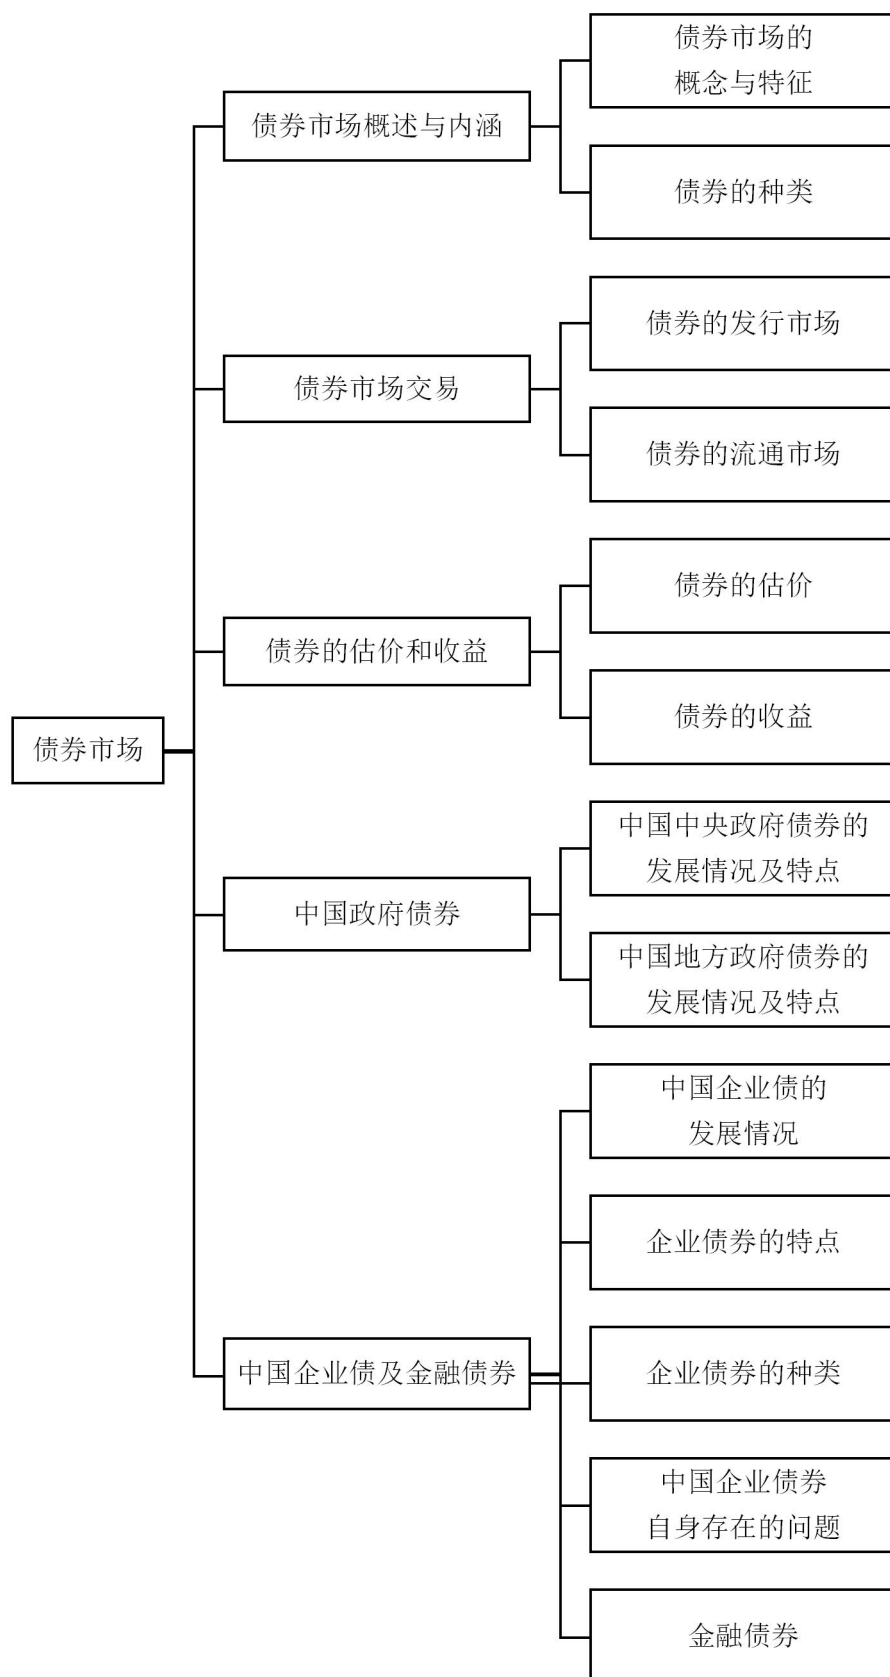 债券市场
债券市场概述与内涵
债券市场的
概念与特征
债券的种类
债券市场交易
债券的发行市场
债券的流通市场
债券的估价和收益
债券的估价
债券的收益
中国政府债券
中国中央政府债券的
发展情况及特点
中国地方政府债券的
发展情况及特点
中国企业债及金融债券
中国企业债的
发展情况
企业债券的特点
企业债券的种类
中国企业债券
自身存在的问题
金融债券